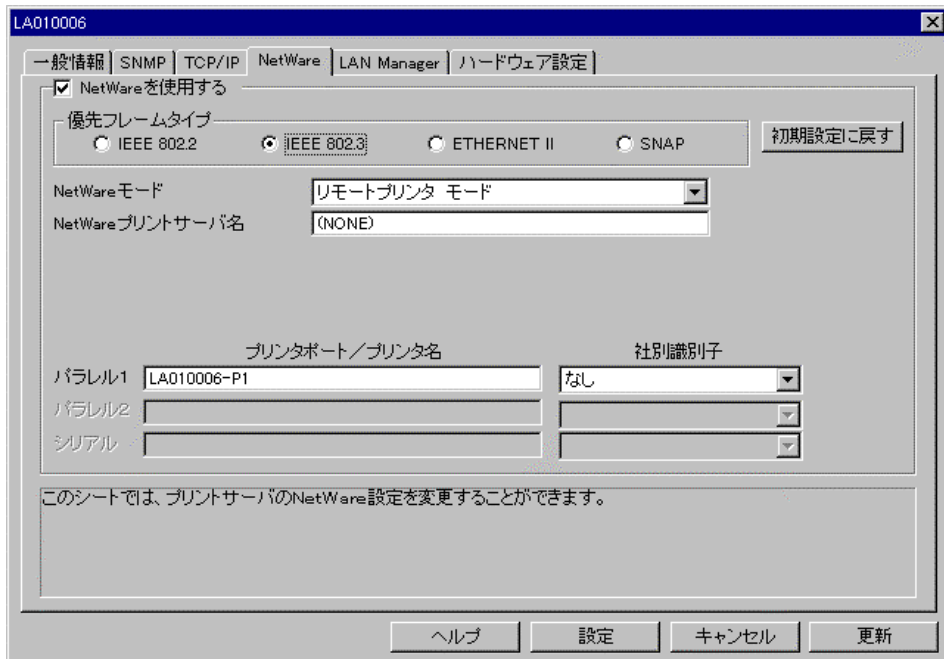 LA010006
一般情報 SNMP TCP/IP NetWare LAN Manager ハードウェア設定
NetWareを使用する
優先フレームタイプ
IEEE 802.2 IEEE 802.3 ETHERNET II SNAP
初期設定に戻す
NetWareモード リモートプリンタ モード
NetWareプリントサーバ名 (NONE)
プリンタポート／プリンタ名 社別識別子
パラレル1 LA010006-P1 なし
パラレル2
シリアル
このシートでは、プリントサーバのNetWare設定を変更することができます。
ヘルプ 設定 キャンセル 更新